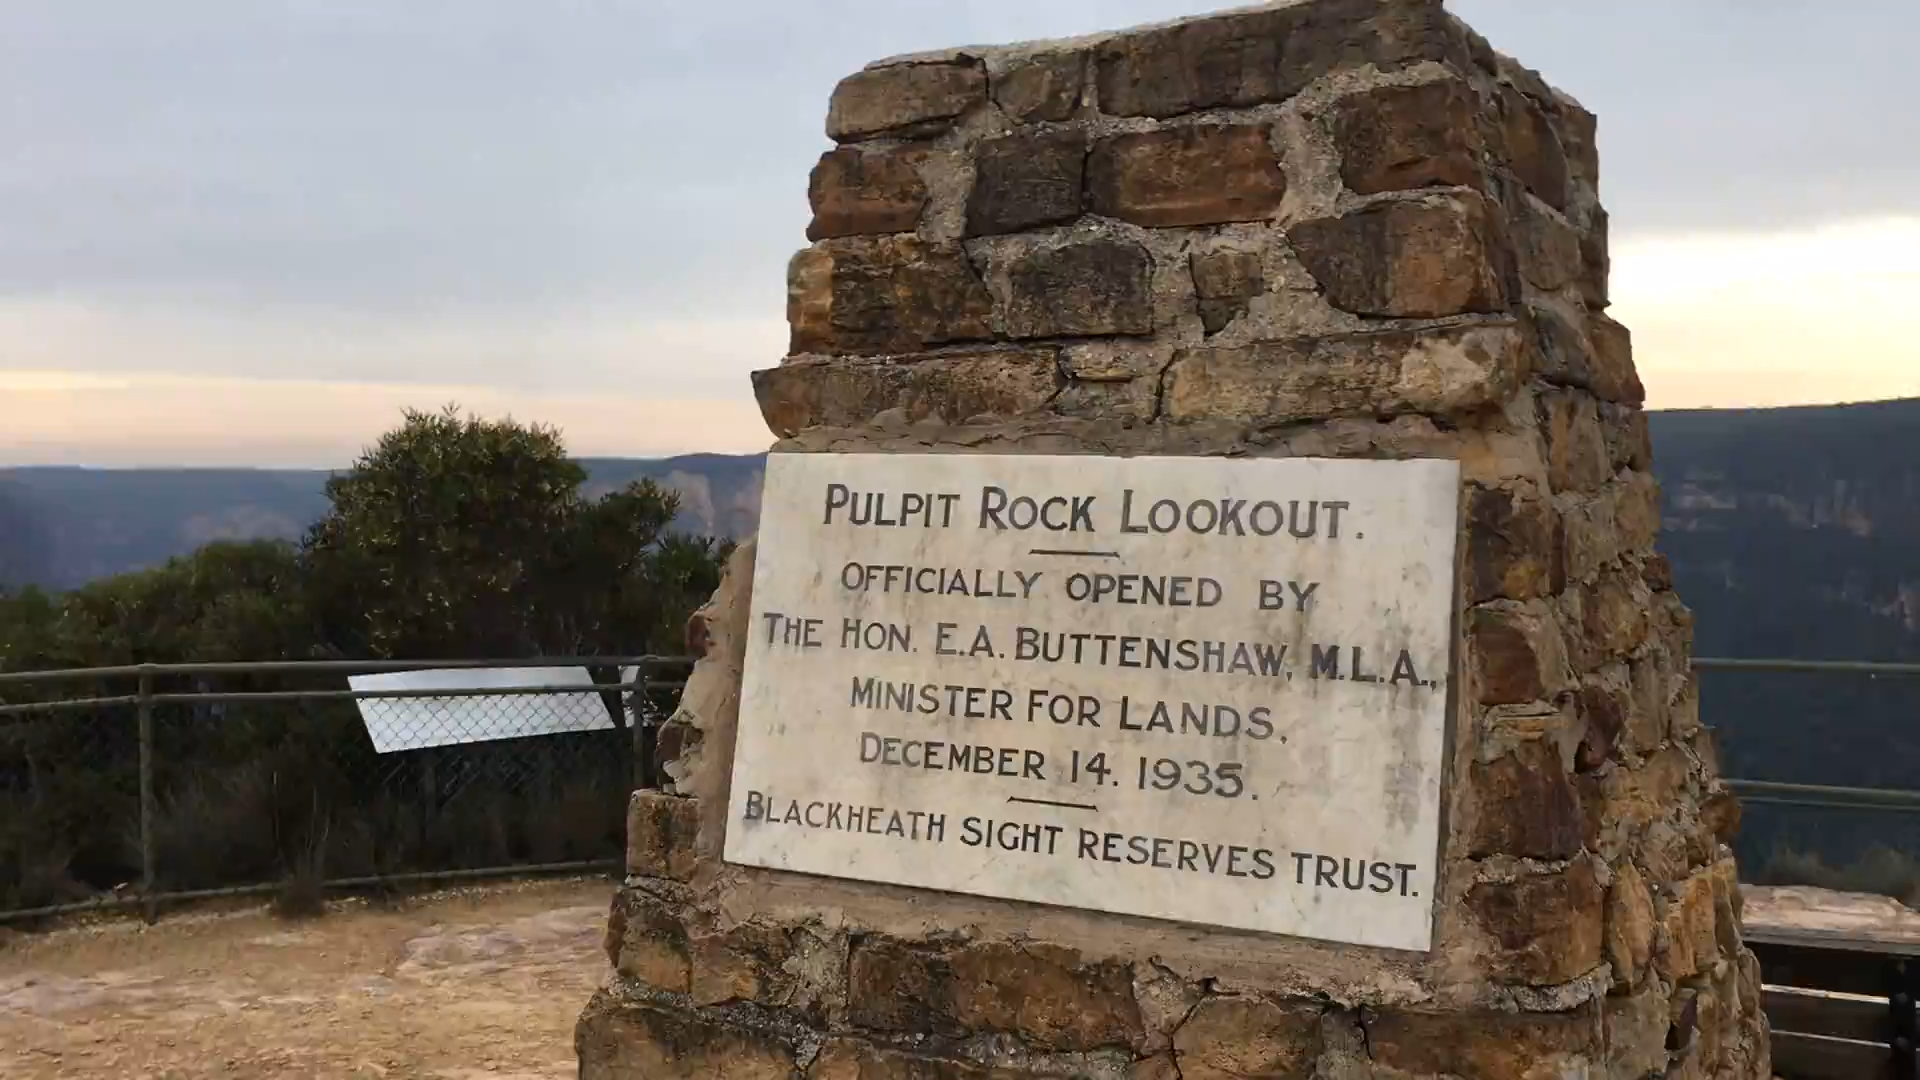 PULPIT ROCK LOOKOUT.
OFFICIALLY OPENED BY
THE HON. E.A. BUTTENSHAW, M.L.A.,
MINISTER FOR LANDS,
DECEMBER 14. 1935.
BLACKHEATH SIGHT RESERVES TRUST.